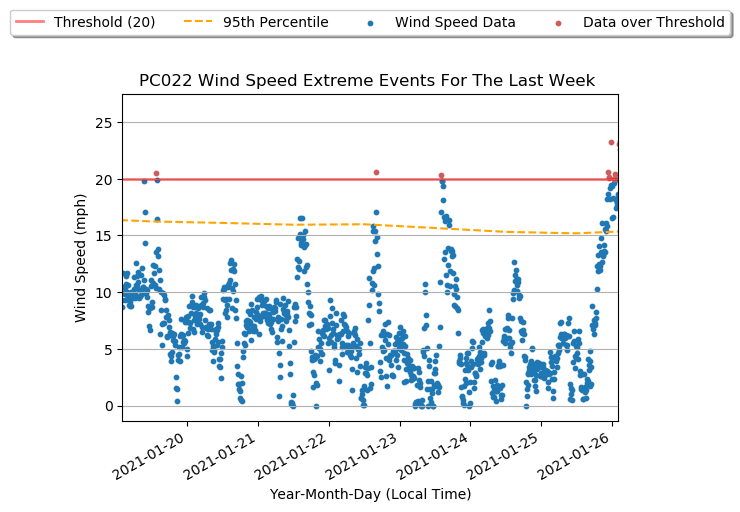 Threshold (20) 95th Percentile Wind Speed Data Data over Threshold
PC022 Wind Speed Extreme Events For The Last Week
25
20
15
10
5
0
Wind Speed (mph)
2021-01-20 2021-01-21 2021-01-22 2021-01-23 2021-01-24 2021-01-25 2021-01-26
Year-Month-Day (Local Time)